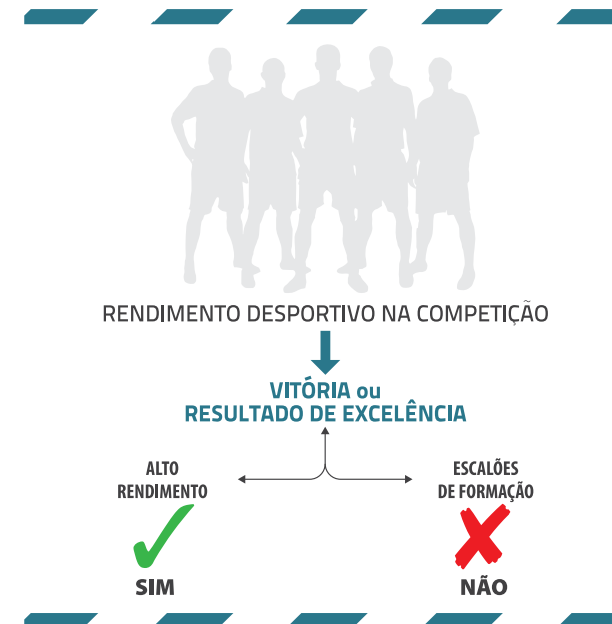 RENDIMENTO DESPORTIVO NA COMPETIÇÃO
VITÓRIA ou
RESULTADO DE EXCELÊNCIA
ALTO
RENDIMENTO
SIM
ESCALÕES
DE FORMAÇÃO
NÃO